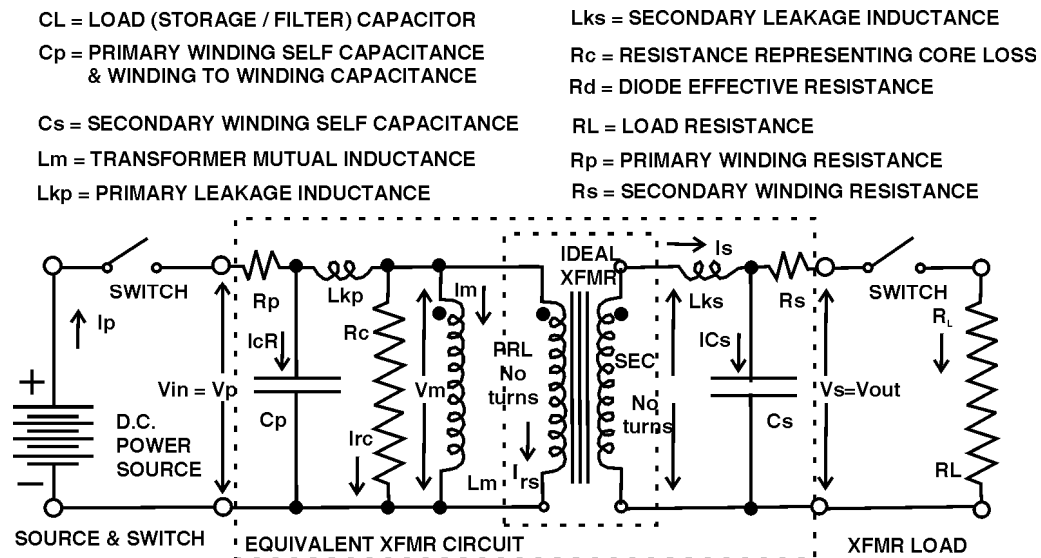 CL = LOAD (STORAGE / FILTER) CAPACITOR
Cp = PRIMARY WINDING SELF CAPACITANCE
& WINDING TO WINDING CAPACITANCE
Cs = SECONDARY WINDING SELF CAPACITANCE
Lm = TRANSFORMER MUTUAL INDUCTANCE
Lkp = PRIMARY LEAKAGE INDUCTANCE
Lks = SECONDARY LEAKAGE INDUCTANCE
Rc = RESISTANCE REPRESENTING CORE LOSS
Rd = DIODE EFFECTIVE RESISTANCE
RL = LOAD RESISTANCE
Rp = PRIMARY WINDING RESISTANCE
Rs = SECONDARY WINDING RESISTANCE
SWITCH
Ip
+
−
D.C.
POWER
SOURCE
Vin = Vp
Rp
IcR
Cp
Lkp
Rc
Irc
Vm
Im
Lm
IDEAL
XFMR
PRL
No
turns
Irs
SEC
No
turns
Is
Lks
ICs
Cs
Rs
Vs=Vout
SWITCH
RL
RL
SOURCE & SWITCH
EQUIVALENT XFMR CIRCUIT
XFMR LOAD